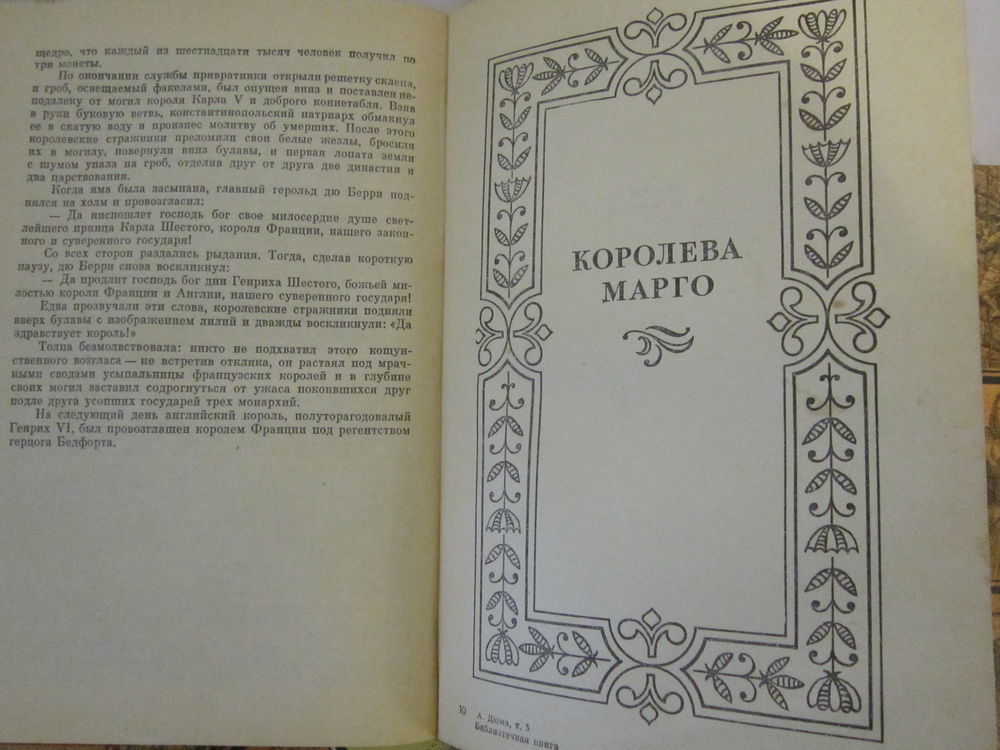 щедро, что каждый из шестнадцати тысяч человек получил по
три монеты.
По окончании службы привратники открыли решетку склепа,
и гроб, освещаемый факелами, был опущен вниз и поставлен не-
подалеку от могил короля Карла V и доброго коннетабля. Взяв
в руки буковую ветвь, константинопольский патриарх обмакнул
ее в святую воду и произнес молитву об умерших. После этого
королевские стражники преломили свои белые жезлы, бросили
их в могилу, повернули вниз булавы, и первая лопата земли
с шумом упала на гроб, отделив друг от друга две династии и
два царствования.
Когда яма была засыпана, главный герольд дю Берри под-
нялся на холм и провозгласил:
— Да ниспошлет господь бог свое милосердие душе свет-
лейшего принца Карла Шестого, короля Франции, нашего закон-
ного и суверенного государя!
Со всех сторон раздались рыдания. Тогда, сделав короткую
паузу, дю Берри снова воскликнул:
— Да продлит господь бог дни Генриха Шестого, божьей ми-
лостью короля Франции и Англии, нашего суверенного государя!
Едва прозвучали эти слова, королевские стражники подняли
вверх булавы с изображением лилий и дважды воскликнули: «Да
здравствует король!»
Толпа безмолвствовала: никто не подхватил этого кощун-
ственного возгласа — не встретив отклика, он растаял под мрач-
ными сводами усыпальницы французских королей и в глубине
своих могил заставил содрогнуться от ужаса покоившихся друг
подле друга усопших государей трех монархий.
На следующий день английский король, полуторагодовалый
Генрих VI, был провозглашен королем Франции под регентством
герцога Бедфорта.
КОРОЛЕВА
МАРГО
10 А. Дюма, т. 5
Библиотечная книга